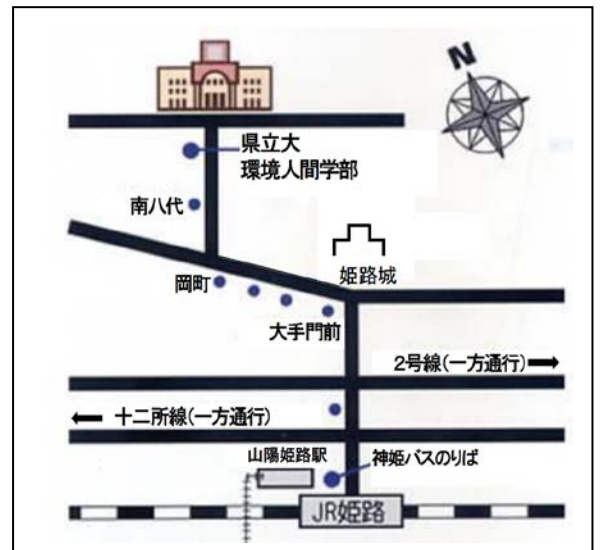 N
県立大
環境人間学部
南八代
姫路城
岡町
大手門前
2号線(一方通行)
十二所線(一方通行)
山陽姫路駅
神姫バスのりば
JR姫路